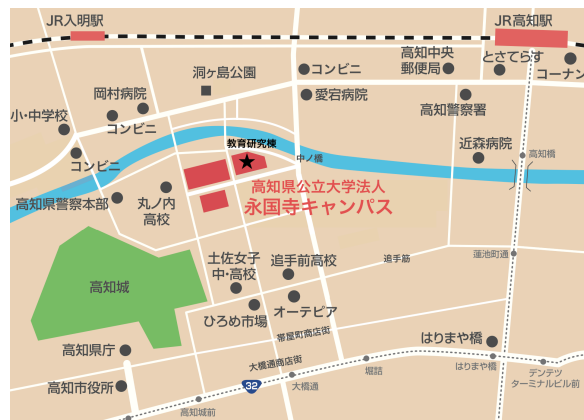 JR入明駅
JR高知駅
高知中央
郵便局
とさてらす
コーナン
コンビニ
洞ヶ島公園
岡村病院
愛宕病院
高知警察署
小・中学校
コンビニ
教育研究棟
近森病院
高知橋
中ノ橋
コンビニ
高知県公立大学法人
永国寺キャンパス
高知県警察本部
丸ノ内
高校
土佐女子
中・高校
追手前高校
追手筋
蓮池町通
高知城
オーテピア
ひろめ市場
帯屋町商店街
はりまや橋
高知県庁
大橋通商店街
堀詰
はりまや橋
デンテツ
ターミナルビル前
高知市役所
32
大橋通
高知城前